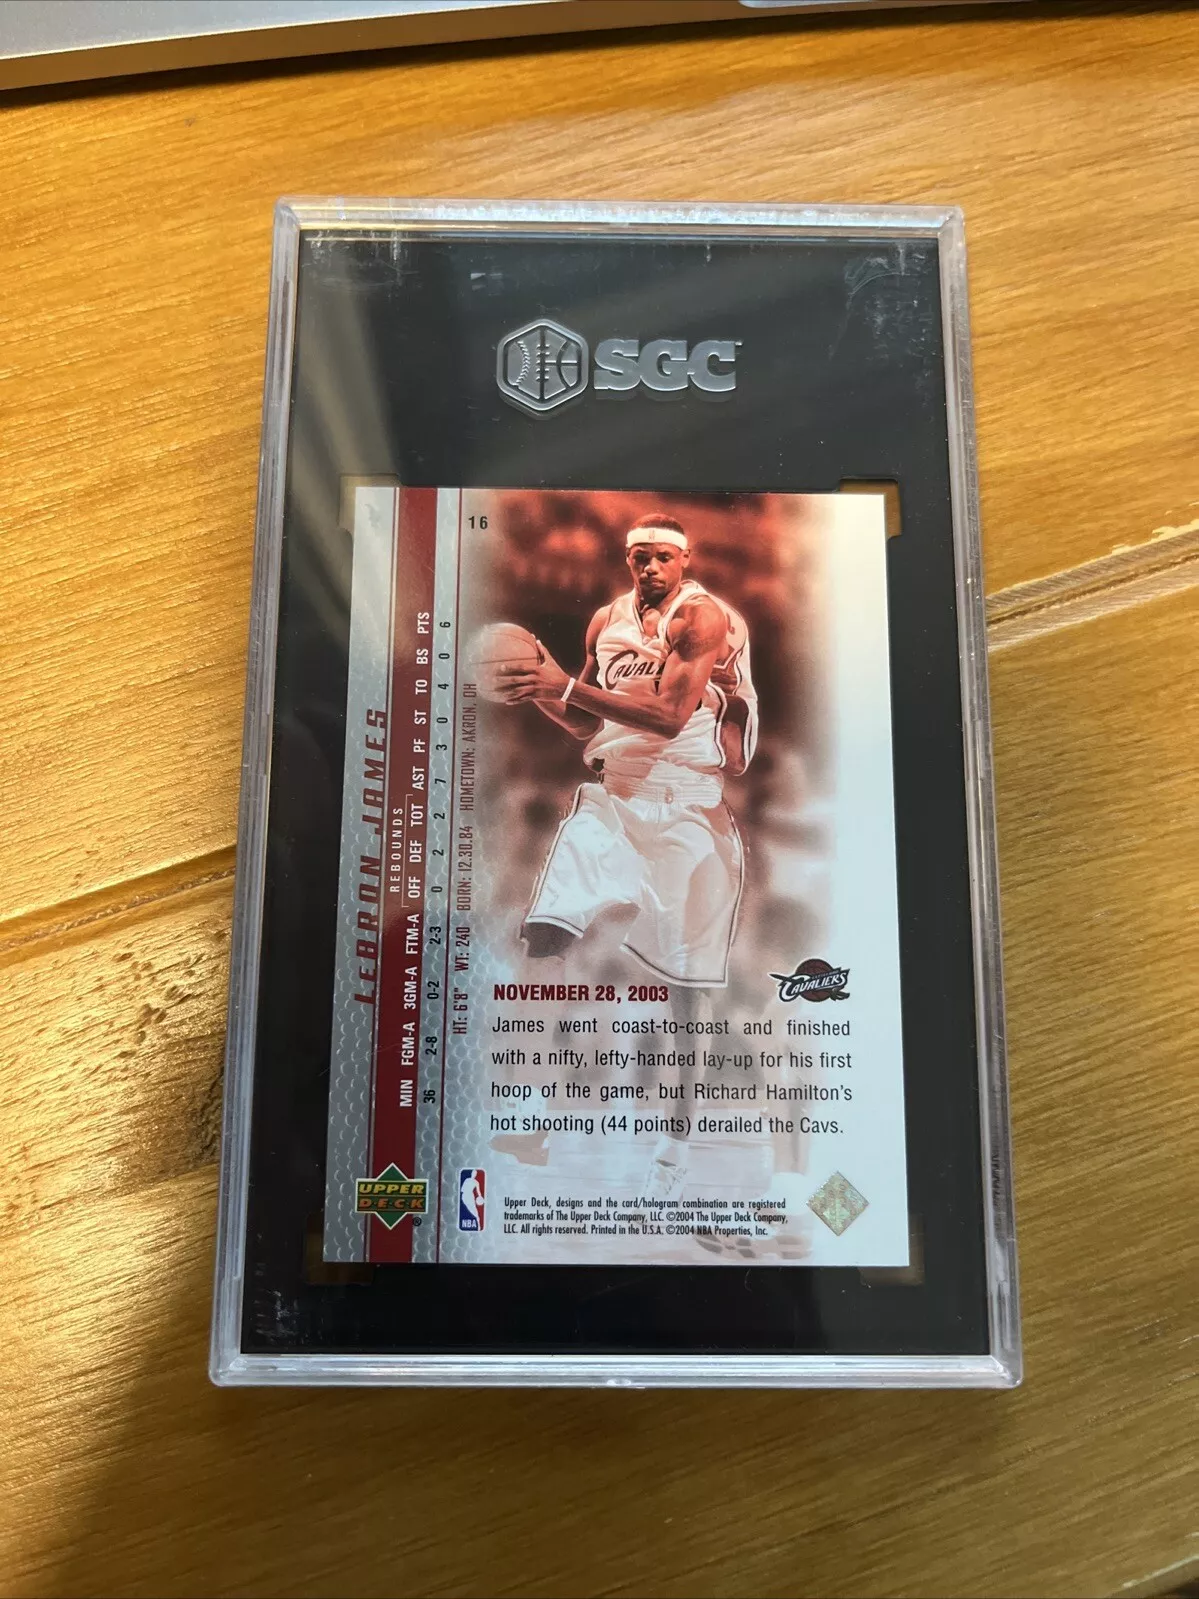 SGC
16
LEBRON JAMES
REBOUNDS
MIN FGM-A 3GM-A FTM-A OFF DEF TOT AST PF ST TO BS PTS
36 2-8 0-2 2-3 0 2 2 7 3 0 4 0 6
HT: 6'8" WT: 240 BORN: 12.30.84 HOMETOWN: AKRON, OH
CAVALIERS
NOVEMBER 28, 2003
James went coast-to-coast and finished
with a nifty, lefty-handed lay-up for his first
hoop of the game, but Richard Hamilton's
hot shooting (44 points) derailed the Cavs.
UPPER
DECK®
NBA
Upper Deck, designs and the card/hologram combination are registered
trademarks of The Upper Deck Company, LLC. ©2004 The Upper Deck Company,
LLC. All rights reserved. Printed in the U.S.A. ©2004 NBA Properties, Inc.